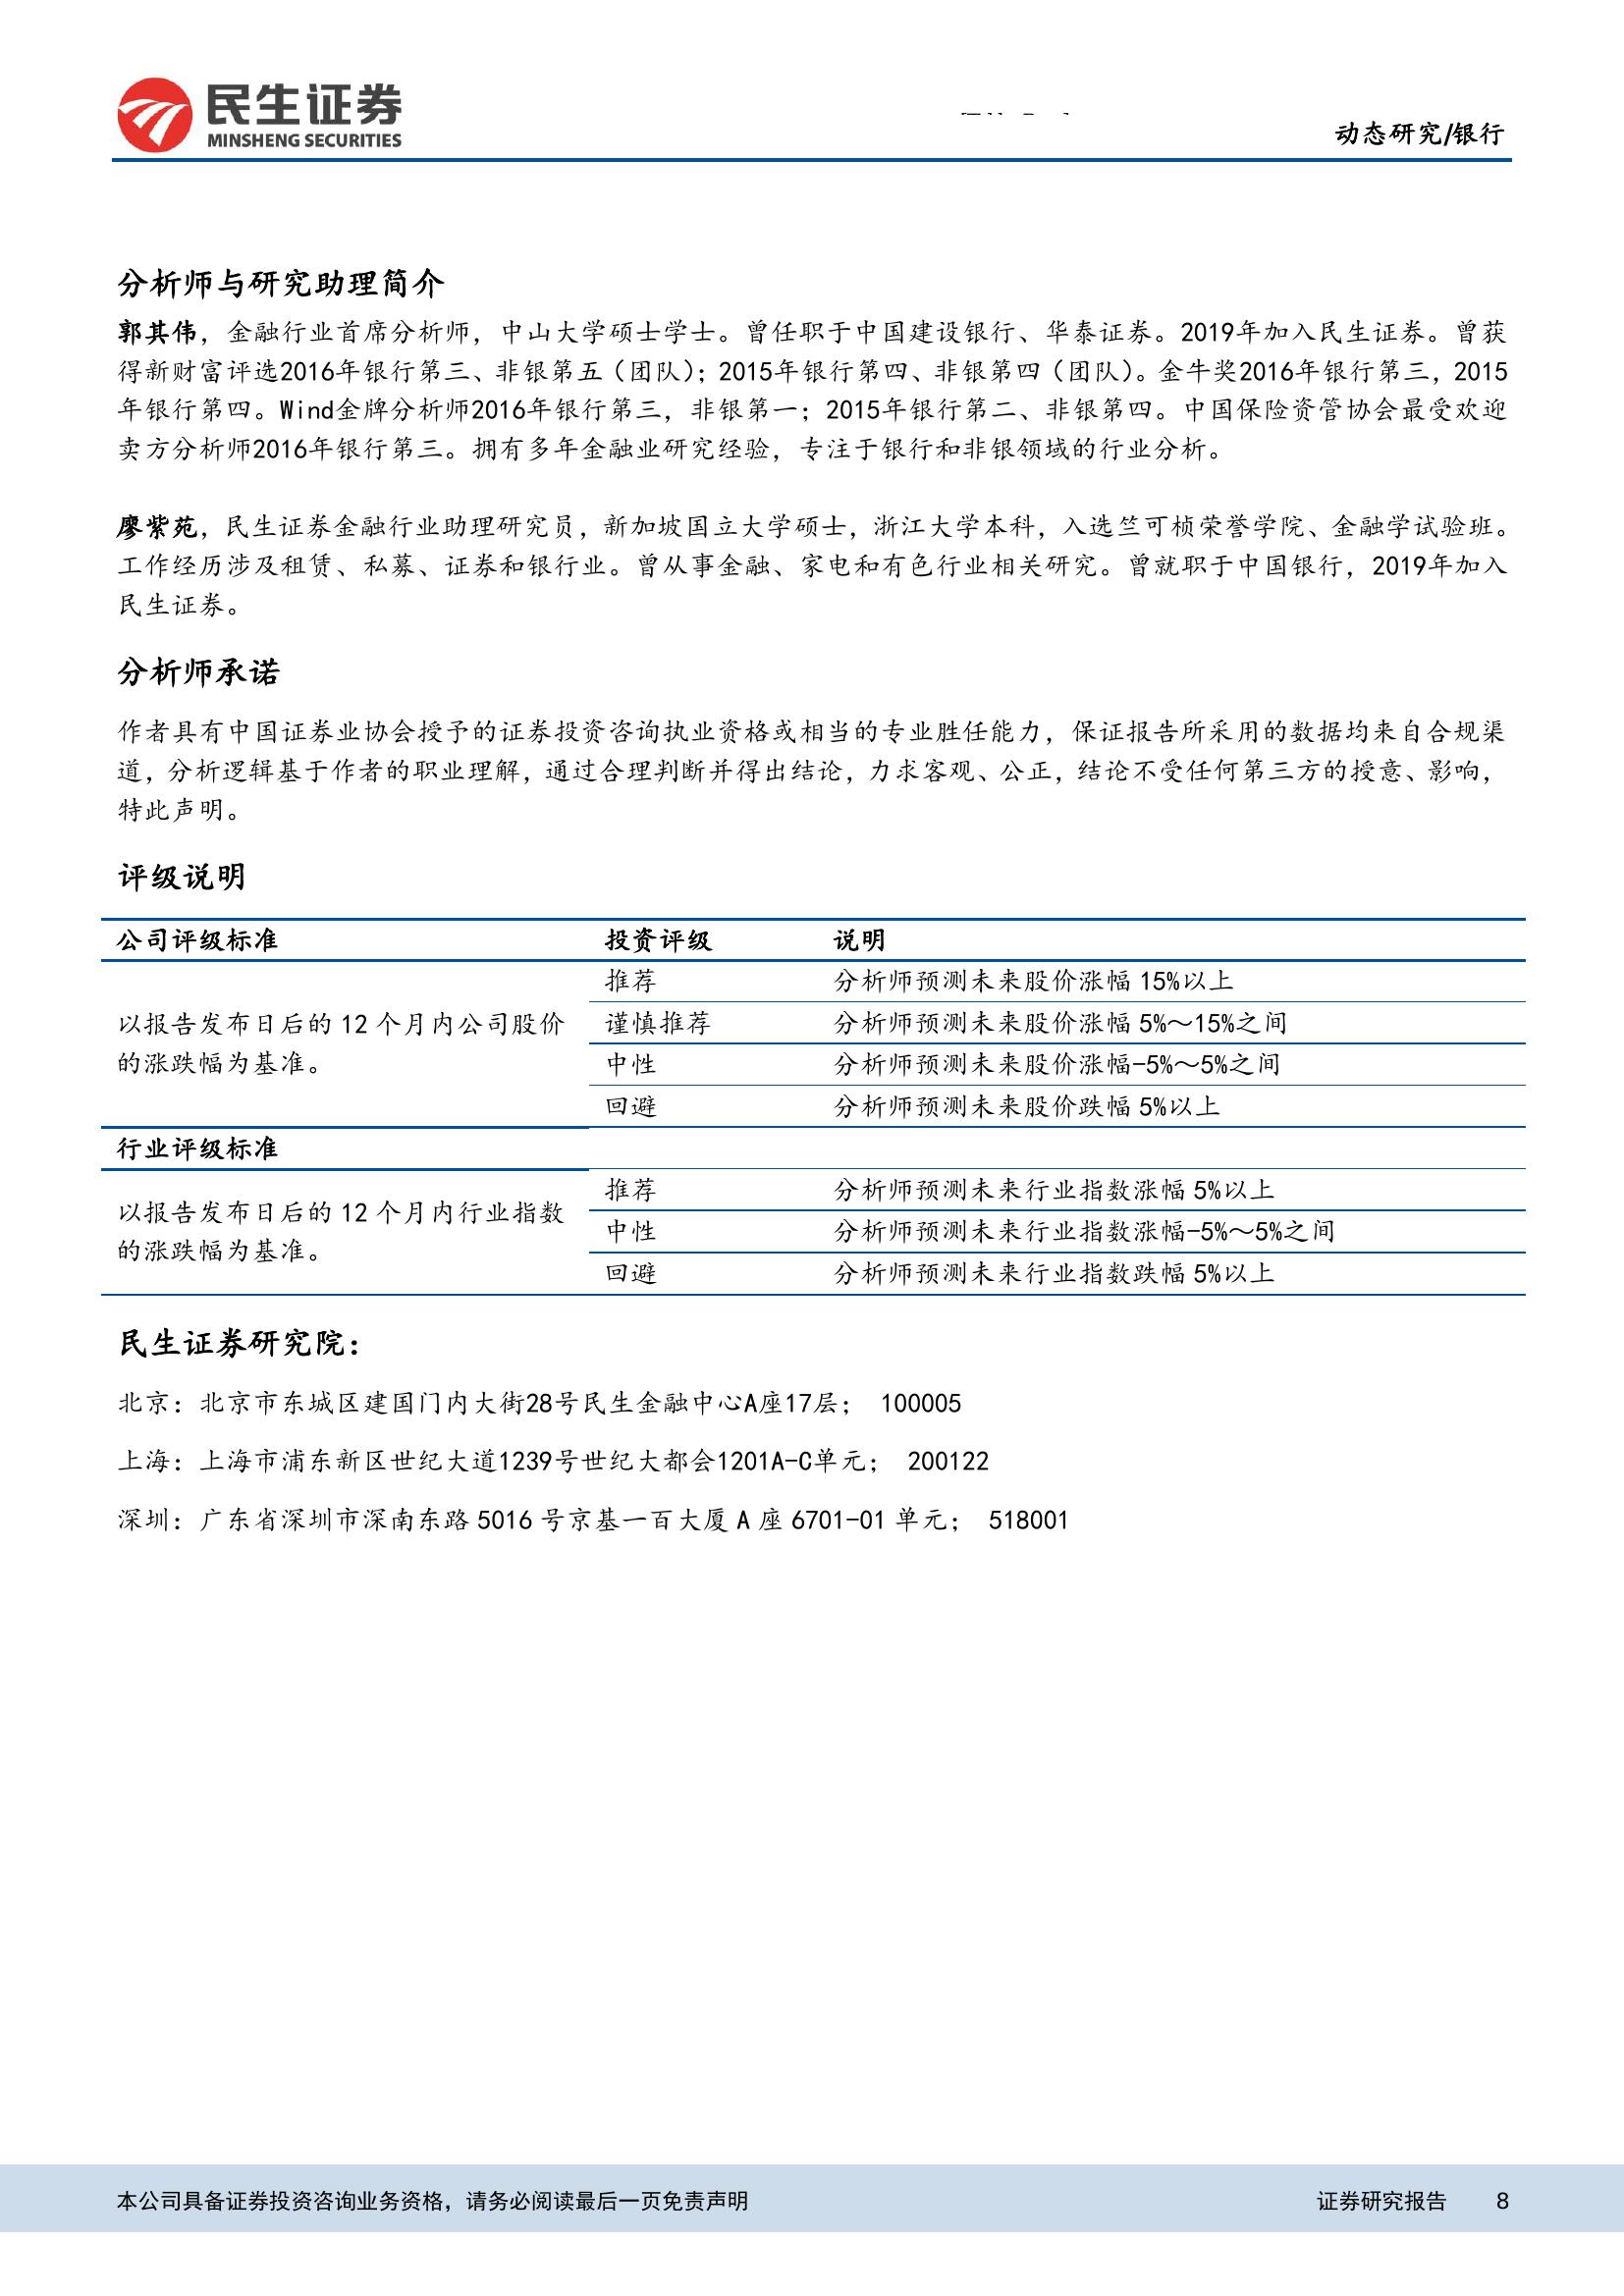 民生证券
MINSHENG SECURITIES
动态研究/银行
分析师与研究助理简介
郭其伟，金融行业首席分析师，中山大学硕士学士。曾任职于中国建设银行、华泰证券。2019年加入民生证券。曾获
得新财富评选2016年银行第三、非银第五（团队）；2015年银行第四、非银第四（团队）。金牛奖2016年银行第三，2015
年银行第四。Wind金牌分析师2016年银行第三，非银第一；2015年银行第二、非银第四。中国保险资管协会最受欢迎
卖方分析师2016年银行第三。拥有多年金融业研究经验，专注于银行和非银领域的行业分析。
廖紫苑，民生证券金融行业助理研究员，新加坡国立大学硕士，浙江大学本科，入选竺可桢荣誉学院、金融学试验班。
工作经历涉及租赁、私募、证券和银行业。曾从事金融、家电和有色行业相关研究。曾就职于中国银行，2019年加入
民生证券。
分析师承诺
作者具有中国证券业协会授予的证券投资咨询执业资格或相当的专业胜任能力，保证报告所采用的数据均来自合规渠
道，分析逻辑基于作者的职业理解，通过合理判断并得出结论，力求客观、公正，结论不受任何第三方的授意、影响，
特此声明。
评级说明
公司评级标准 投资评级 说明
以报告发布日后的 12 个月内公司股价
的涨跌幅为基准。
推荐 分析师预测未来股价涨幅 15%以上
谨慎推荐 分析师预测未来股价涨幅 5%～15%之间
中性 分析师预测未来股价涨幅-5%～5%之间
回避 分析师预测未来股价跌幅 5%以上
行业评级标准
以报告发布日后的 12 个月内行业指数
的涨跌幅为基准。
推荐 分析师预测未来行业指数涨幅 5%以上
中性 分析师预测未来行业指数涨幅-5%～5%之间
回避 分析师预测未来行业指数跌幅 5%以上
民生证券研究院：
北京：北京市东城区建国门内大街28号民生金融中心A座17层； 100005
上海：上海市浦东新区世纪大道1239号世纪大都会1201A-C单元； 200122
深圳：广东省深圳市深南东路 5016 号京基一百大厦 A 座 6701-01 单元； 518001
本公司具备证券投资咨询业务资格，请务必阅读最后一页免责声明 证券研究报告 8